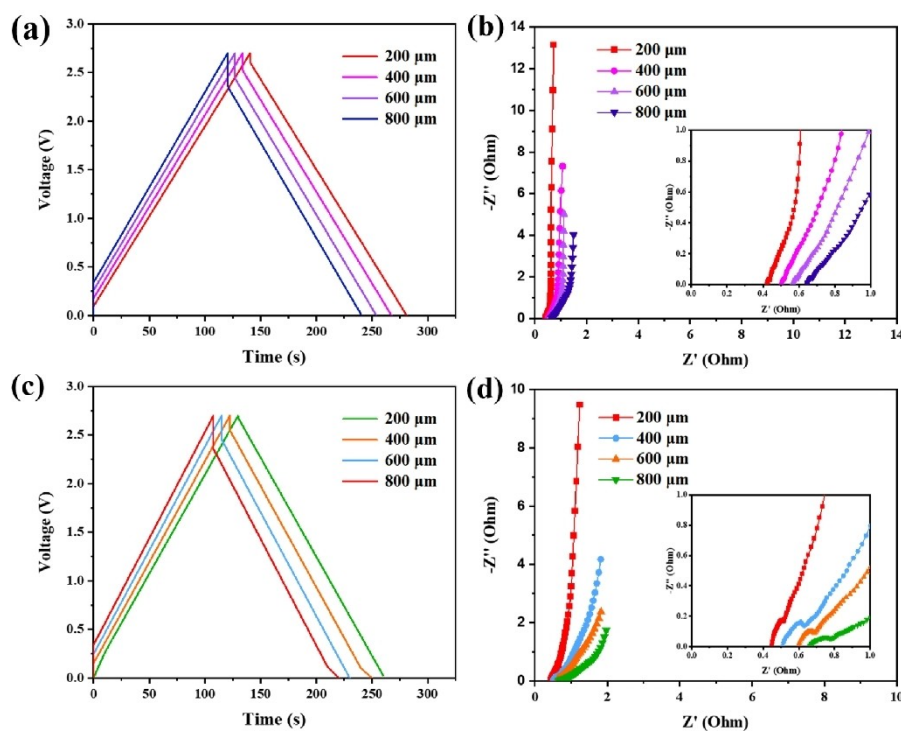 (a)
3.0
2.5
2.0
1.5
1.0
0.5
0.0
Voltage (V)
200 μm
400 μm
600 μm
800 μm
0 50 100 150 200 250 300
Time (s)
(b)
14
13
12
11
10
9
8
7
6
5
4
3
2
1
0
-Z'' (Ohm)
200 μm
400 μm
600 μm
800 μm
1.0
0.8
0.6
0.4
0.2
0.0
-Z'' (Ohm)
0.0 0.2 0.4 0.6 0.8 1.0
Z' (Ohm)
0 2 4 6 8 10 12 14
Z' (Ohm)
(c)
3.0
2.5
2.0
1.5
1.0
0.5
0.0
Voltage (V)
200 μm
400 μm
600 μm
800 μm
0 50 100 150 200 250 300
Time (s)
(d)
10
8
6
4
2
0
-Z'' (Ohm)
200 μm
400 μm
600 μm
800 μm
1.0
0.8
0.6
0.4
0.2
0.0
-Z'' (Ohm)
0.0 0.2 0.4 0.6 0.8 1.0
Z' (Ohm)
0 2 4 6 8 10
Z' (Ohm)